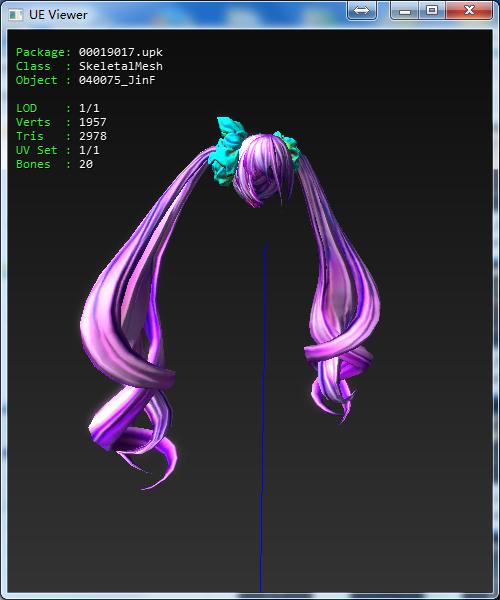 UE Viewer
Package: 00019017.upk
Class : SkeletalMesh
Object : 040075_JinF
LOD : 1/1
Verts : 1957
Tris : 2978
UV Set : 1/1
Bones : 20